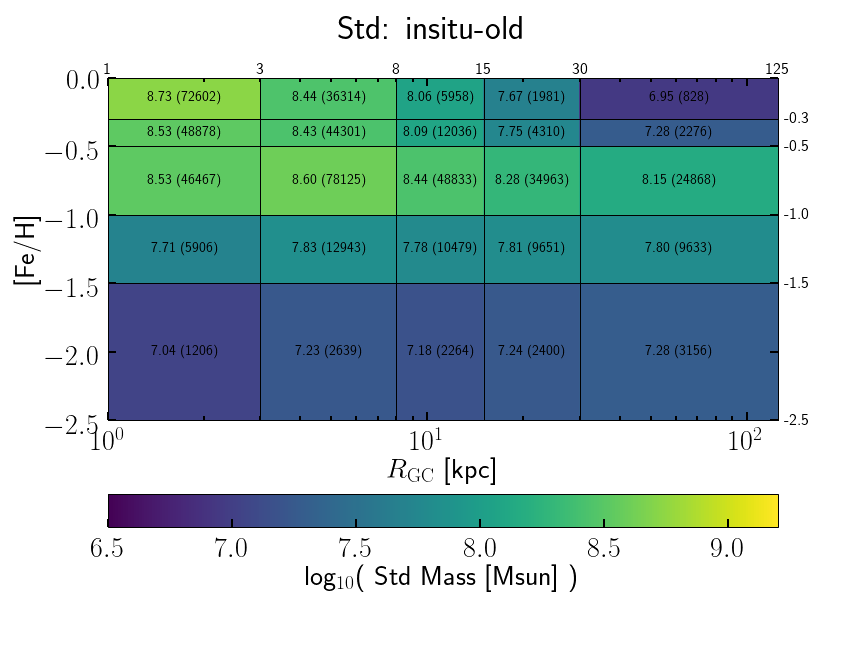 Std: insitu-old
1 3 8 15 30 125
0.0
8.73 (72602) 8.44 (36314) 8.06 (5958) 7.67 (1981) 6.95 (828)
-0.3
8.53 (48878) 8.43 (44301) 8.09 (12036) 7.75 (4310) 7.28 (2276)
−0.5 -0.5
8.53 (46467) 8.60 (78125) 8.44 (48833) 8.28 (34963) 8.15 (24868)
−1.0 -1.0
7.71 (5906) 7.83 (12943) 7.78 (10479) 7.81 (9651) 7.80 (9633)
−1.5 -1.5
[Fe/H]
7.04 (1206) 7.23 (2639) 7.18 (2264) 7.24 (2400) 7.28 (3156)
−2.0
−2.5 -2.5
10⁰ 10¹ 10²
R_GC [kpc]
6.5 7.0 7.5 8.0 8.5 9.0
log₁₀( Std Mass [Msun] )